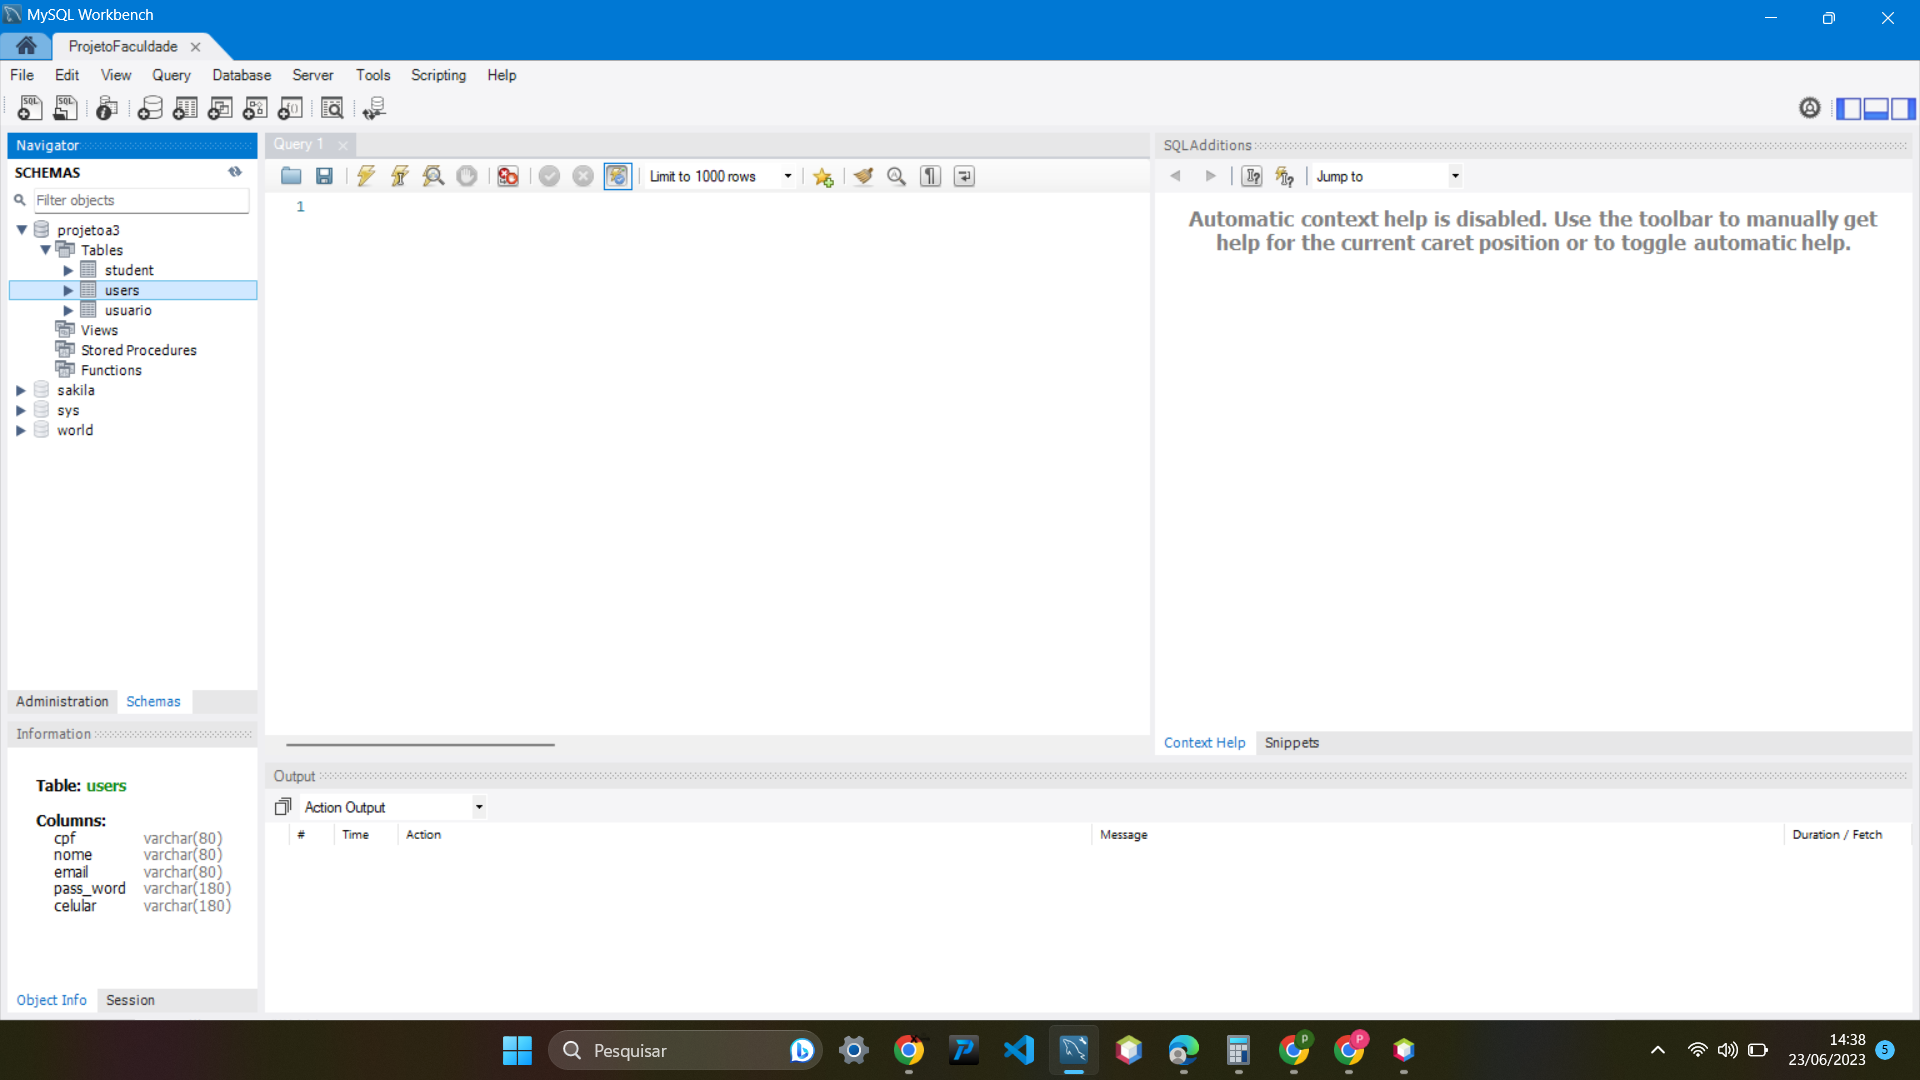 MySQL Workbench
ProjetoFaculdade
File Edit View Query Database Server Tools Scripting Help
Navigator
SCHEMAS
Filter objects
projetoa3
Tables
student
users
usuario
Views
Stored Procedures
Functions
sakila
sys
world
Administration Schemas
Information
Table: users
Columns:
cpf varchar(80)
nome varchar(80)
email varchar(80)
pass_word varchar(180)
celular varchar(180)
Object Info Session
Query 1
Limit to 1000 rows
1
SQLAdditions
Jump to
Automatic context help is disabled. Use the toolbar to manually get
help for the current caret position or to toggle automatic help.
Context Help Snippets
Output
Action Output
# Time Action Message Duration / Fetch
Pesquisar
14:38
23/06/2023
5